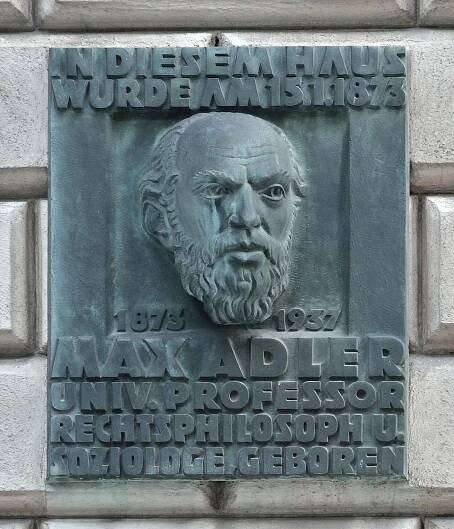 IN DIESEM HAUS
WURDE AM 15.1.1873
1873 1937
MAX ADLER
UNIV. PROFESSOR
RECHTSPHILOSOPH U.
SOZIOLOGE GEBOREN